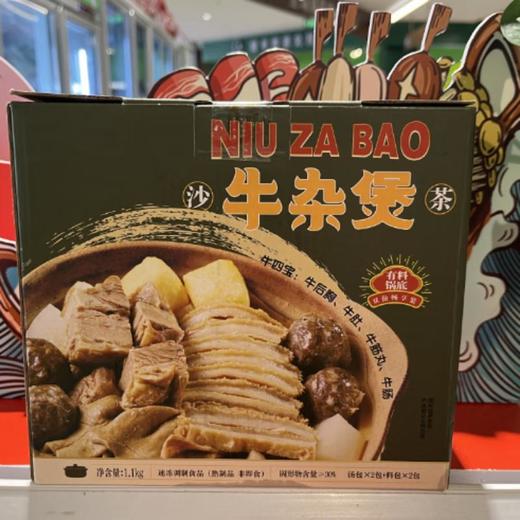 NIU ZA BAO
沙 牛杂煲 茶
牛四宝：牛后胸、牛肚、牛筋丸、牛肠
有料
锅底
净含量:1.1kg
速冻调制食品（熟制品 非即食）
固形物含量≥30%
汤包×2包+料包×2包